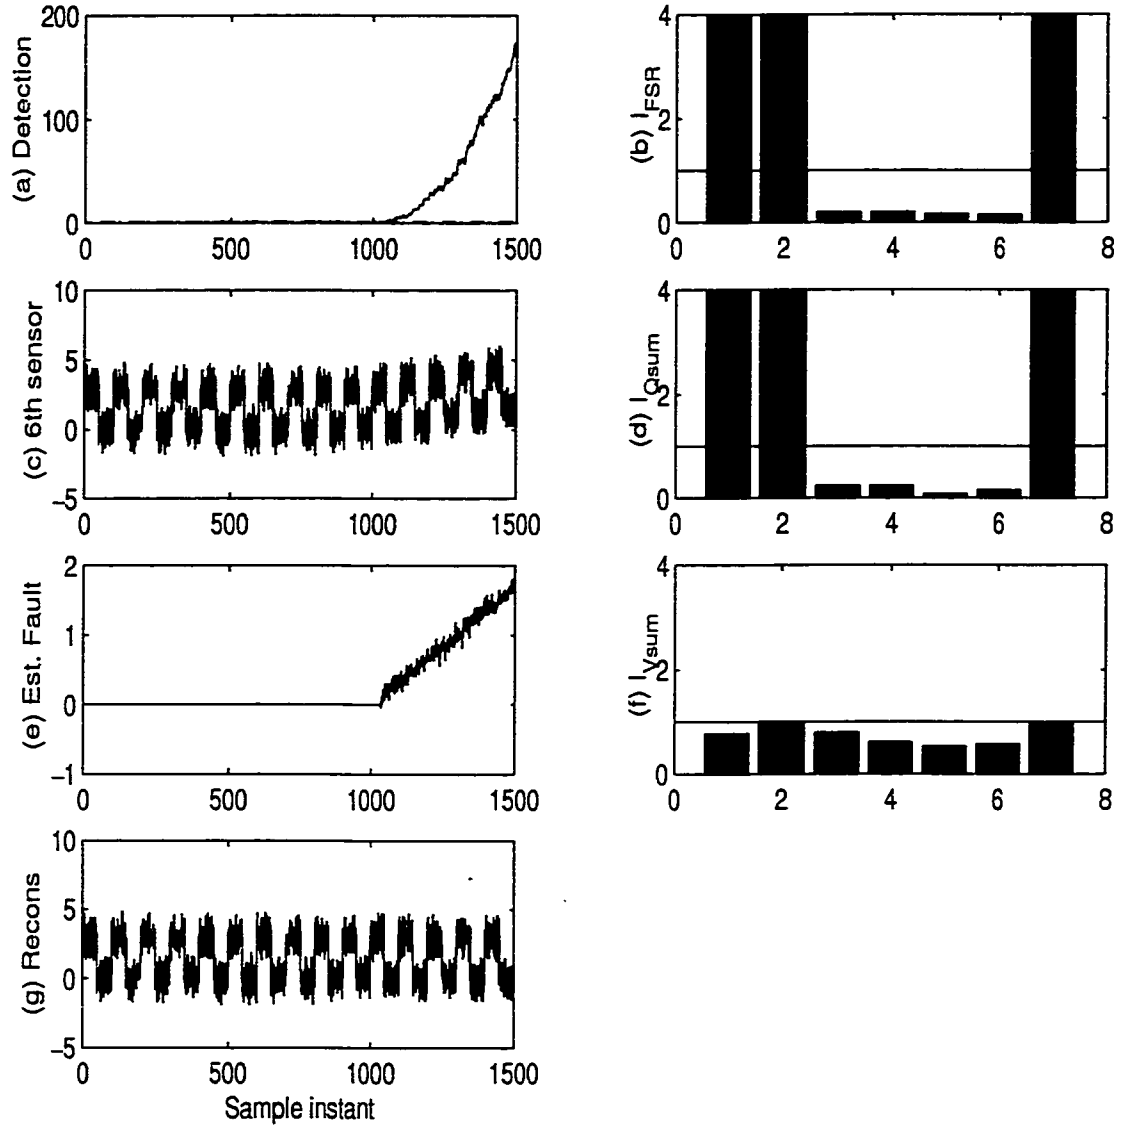 200
100
0
(a) Detection
0 500 1000 1500
4
2
0
(b) I_FSR
0 2 4 6 8
10
5
0
−5
(c) 6th sensor
0 500 1000 1500
4
2
0
(d) I_Qsum
0 2 4 6 8
2
1
0
−1
(e) Est. Fault
0 500 1000 1500
4
2
0
(f) I_Vsum
0 2 4 6 8
10
5
0
−5
(g) Recons
0 500 1000 1500
Sample instant